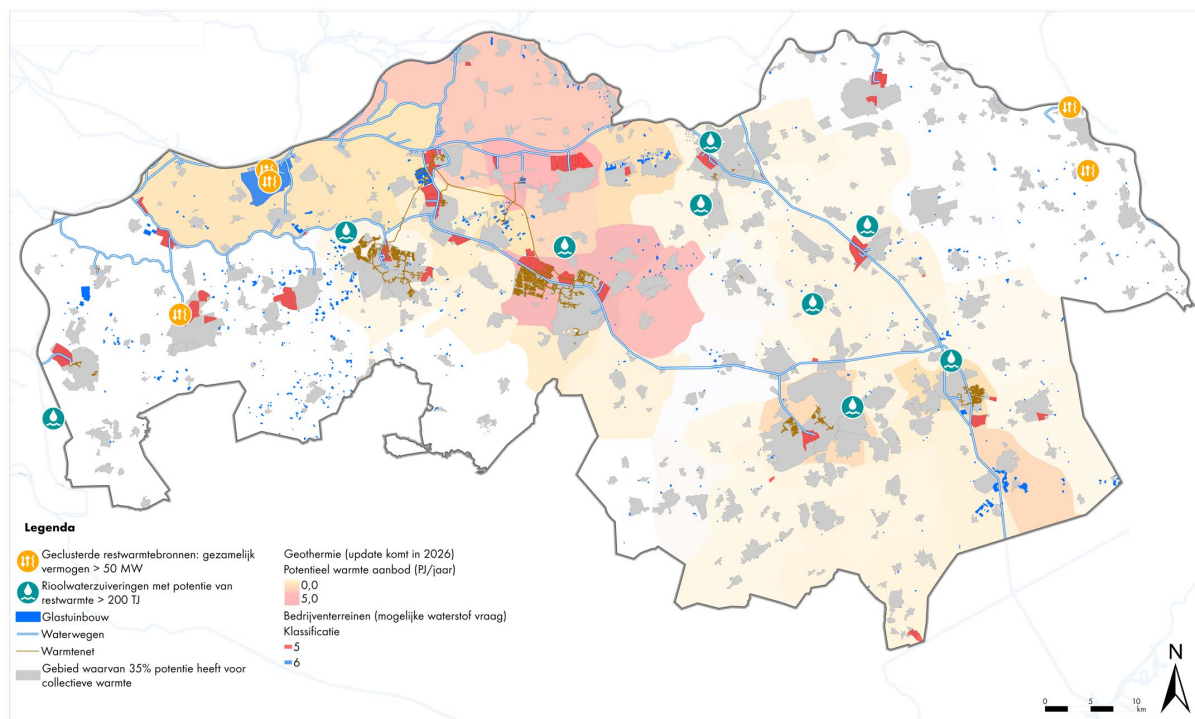 Legenda
Geclusterde restwarmtebronnen: gezamelijk
vermogen > 50 MW
Rioolwaterzuiveringen met potentie van
restwarmte > 200 TJ
Glastuinbouw
Waterwegen
Warmtenet
Gebied waarvan 35% potentie heeft voor
collectieve warmte
Geothermie (update komt in 2026)
Potentieel warmte aanbod (PJ/jaar)
0,0
5,0
Bedrijventerreinen (mogelijke waterstof vraag)
Klassificatie
5
6
N
0 5 10
km